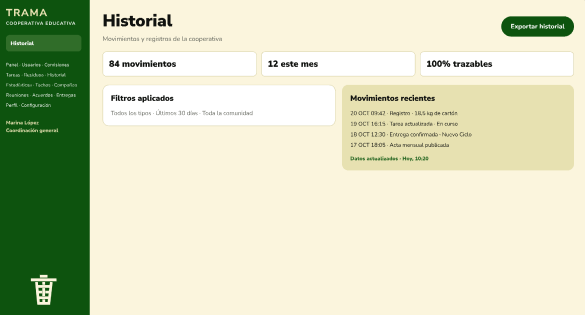 TRAMA
COOPERATIVA EDUCATIVA
Historial
Panel · Usuarios · Comisiones
Tareas · Residuos · Historial
Estadísticas · Fechas · Compañía
Reuniones · Acuerdos · Entregas
Perfil · Configuración
Marina López
Coordinación general
Historial
Movimientos y registros de la cooperativa
Exportar historial
84 movimientos
12 este mes
100% trazables
Filtros aplicados
Todos los tipos · Últimos 30 días · Toda la comunidad
Movimientos recientes
20 OCT 09:42 · Registro · 18,5 kg de cartón
19 OCT 16:15 · Tarea actualizada · En curso
18 OCT 12:30 · Entrega confirmada · Nuevo Ciclo
17 OCT 18:05 · Acta mensual publicada
Datos actualizados · Hoy, 10:20